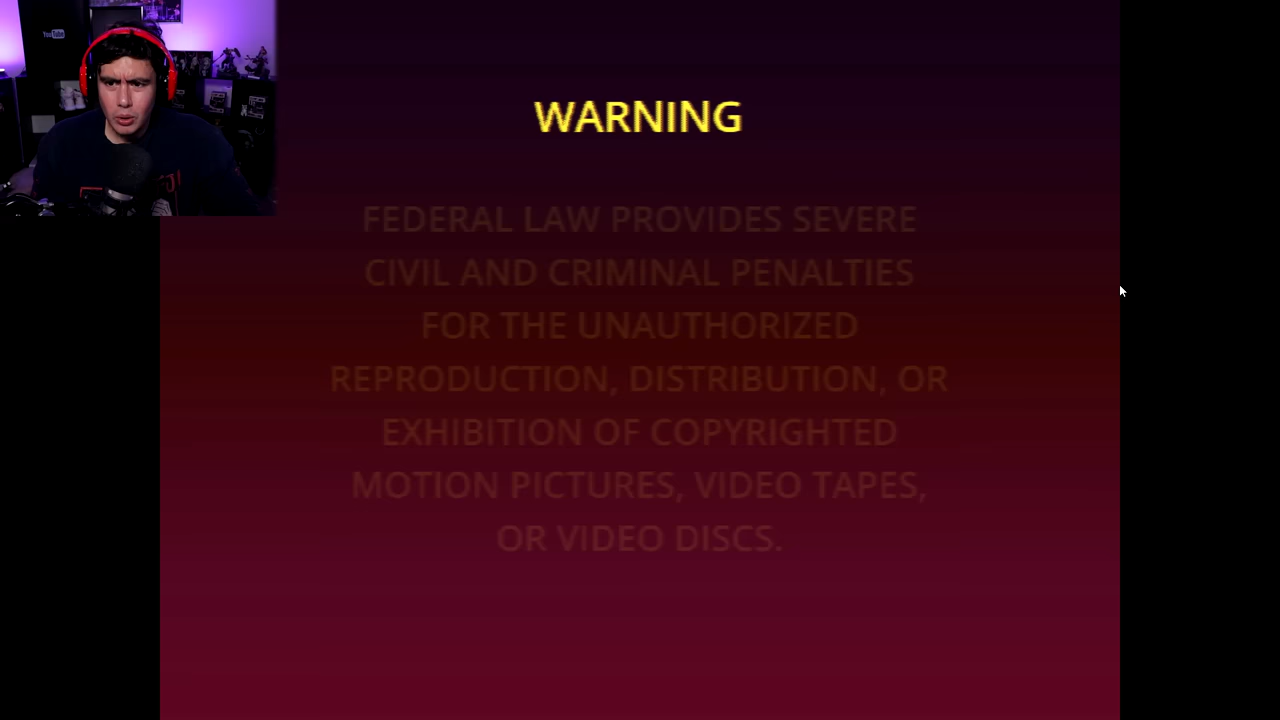 YouTube
WARNING
FEDERAL LAW PROVIDES SEVERE
CIVIL AND CRIMINAL PENALTIES
FOR THE UNAUTHORIZED
REPRODUCTION, DISTRIBUTION, OR
EXHIBITION OF COPYRIGHTED
MOTION PICTURES, VIDEO TAPES,
OR VIDEO DISCS.